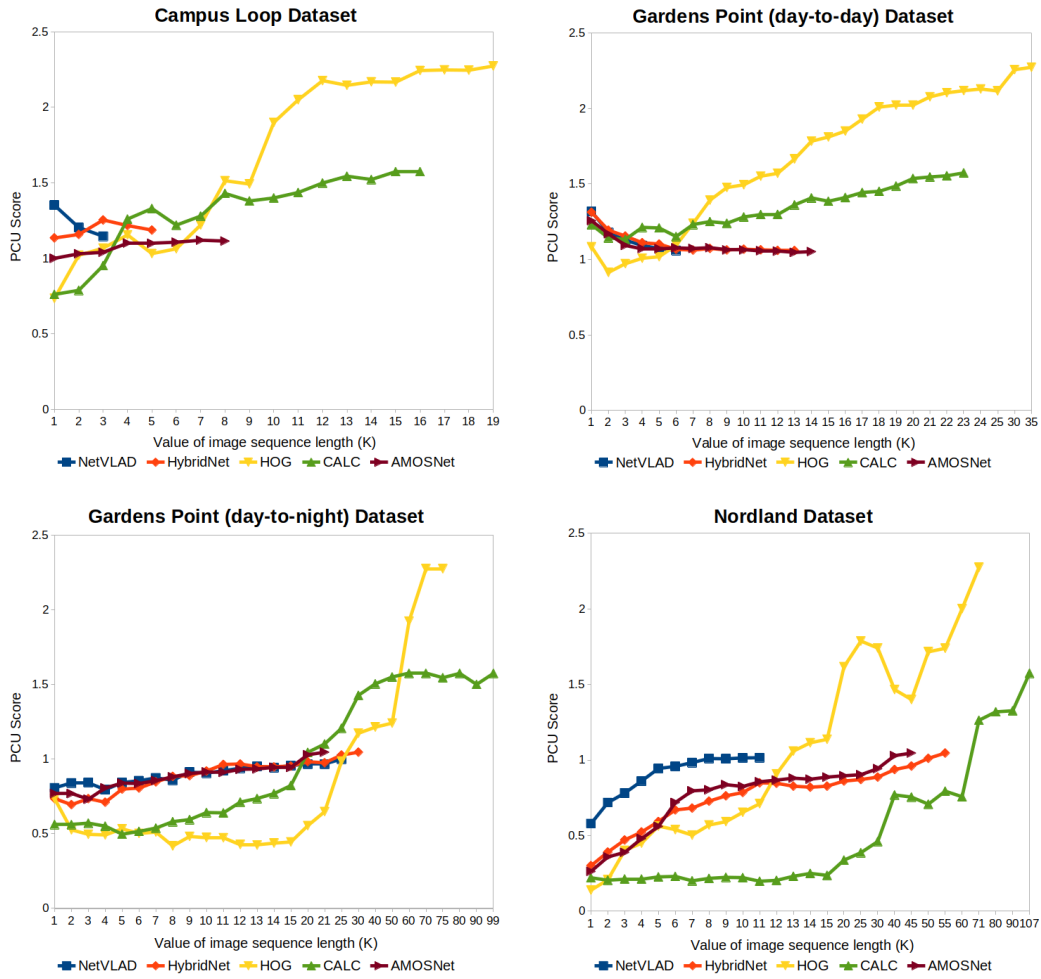 Campus Loop Dataset
2.5
2
1.5
1
0.5
0
PCU Score
1 2 3 4 5 6 7 8 9 10 11 12 13 14 15 16 17 18 19
Value of image sequence length (K)
NetVLAD HybridNet HOG CALC AMOSNet
Gardens Point (day-to-day) Dataset
2.5
2
1.5
1
0.5
0
PCU Score
1 2 3 4 5 6 7 8 9 10 11 12 13 14 15 16 17 18 19 20 21 22 23 24 25 30 35
Value of image sequence length (K)
NetVLAD HybridNet HOG CALC AMOSNet
Gardens Point (day-to-night) Dataset
2.5
2
1.5
1
0.5
0
PCU Score
1 2 3 4 5 6 7 8 9 10 11 12 13 14 15 20 21 25 30 40 50 60 70 75 80 90 99
Value of image sequence length (K)
NetVLAD HybridNet HOG CALC AMOSNet
Nordland Dataset
2.5
2
1.5
1
0.5
0
PCU Score
1 2 3 4 5 6 7 8 9 10 11 12 13 14 15 20 25 30 40 45 50 55 60 71 80 90 107
Value of image sequence length (K)
NetVLAD HybridNet HOG CALC AMOSNet